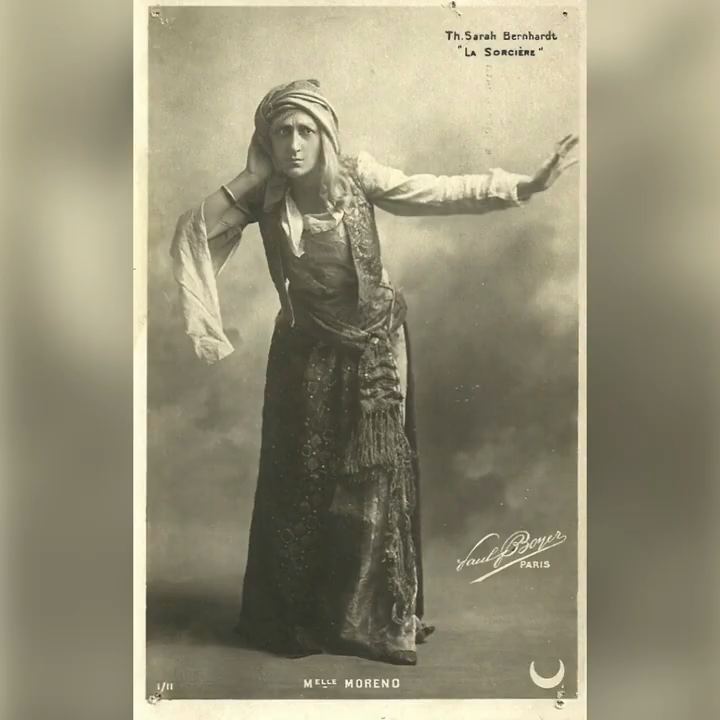 Th. Sarah Bernhardt
"LA SORCIÈRE"
Paul Boyer
PARIS
1/11
MELLE MORENO